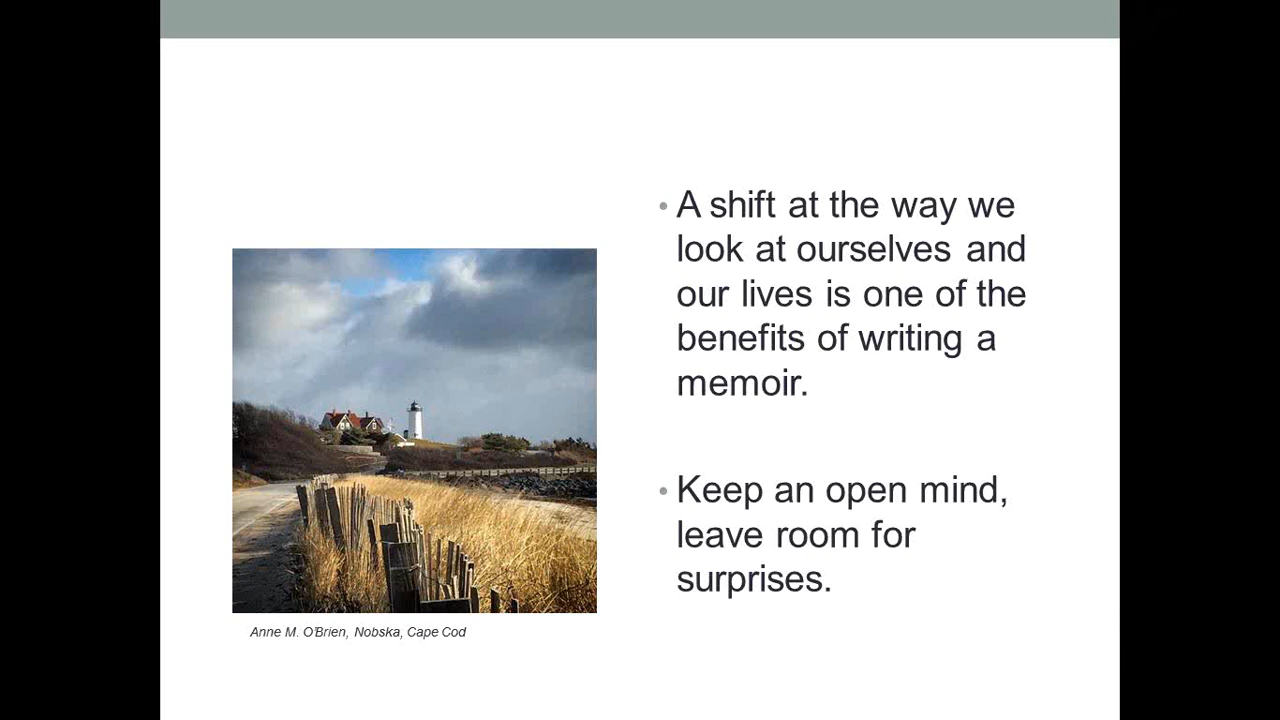 • A shift at the way we
look at ourselves and
our lives is one of the
benefits of writing a
memoir.
• Keep an open mind,
leave room for
surprises.
Anne M. O'Brien, Nobska, Cape Cod